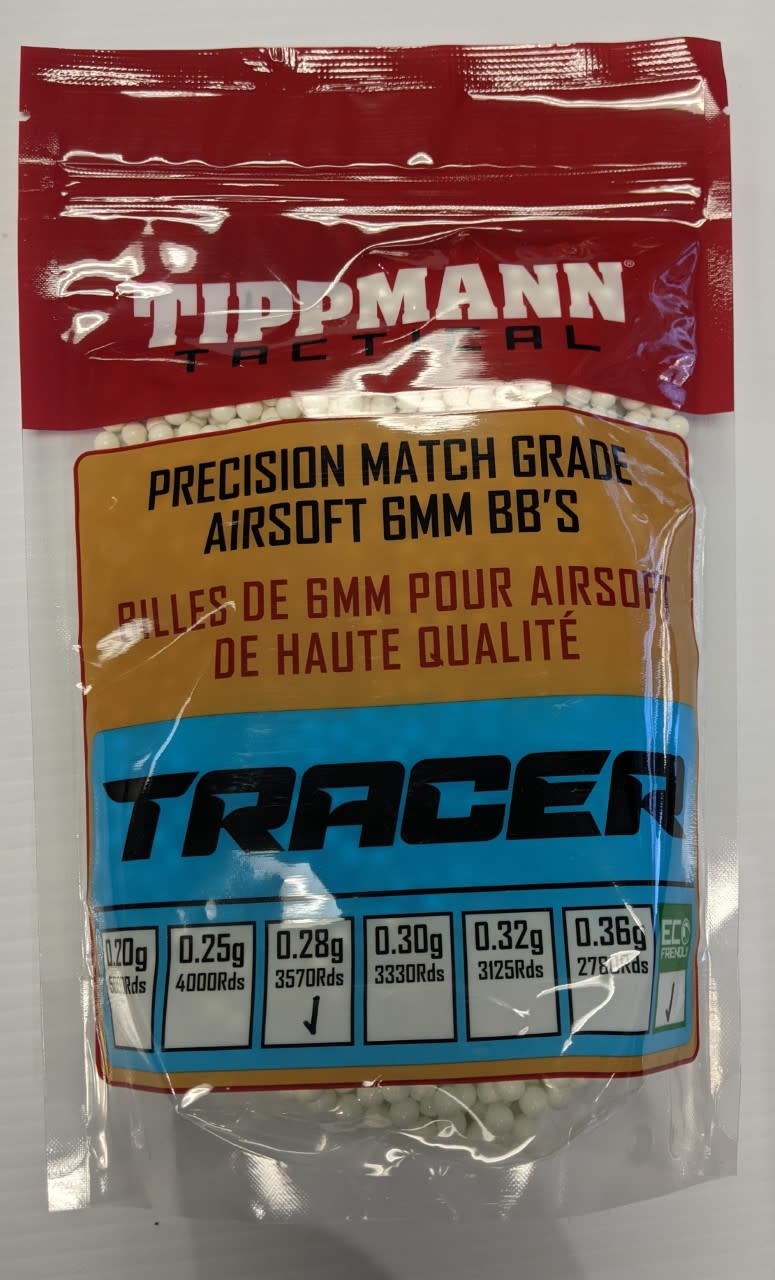 TIPPMANN®
TACTICAL
PRECISION MATCH GRADE
AIRSOFT 6MM BB'S
BILLES DE 6MM POUR AIRSOFT
DE HAUTE QUALITÉ
TRACER
0.20g 0.25g 0.28g 0.30g 0.32g 0.36g ECO
4000Rds 3570Rds 3330Rds 3125Rds FRIENDLY